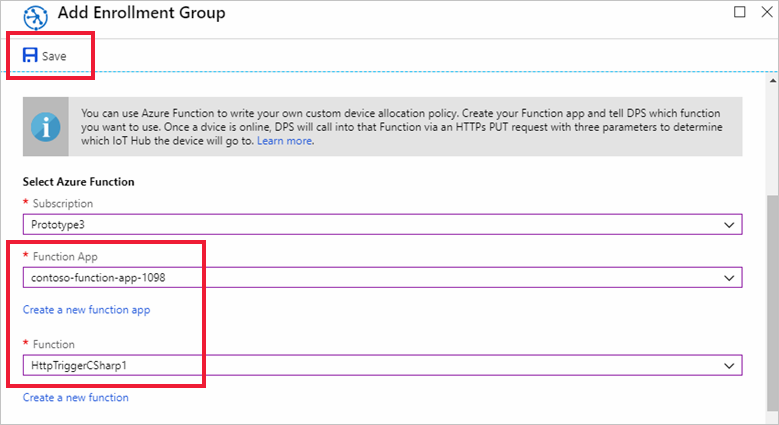 Add Enrollment Group
Save
You can use Azure Function to write your own custom device allocation policy. Create your Function app and tell DPS which function
you want to use. Once a dvice is online, DPS will call into that Function via an HTTPs PUT request with three parameters to determine
which IoT Hub the device will go to. Learn more.
Select Azure Function
* Subscription
Prototype3
* Function App
contoso-function-app-1098
Create a new function app
* Function
HttpTriggerCSharp1
Create a new function